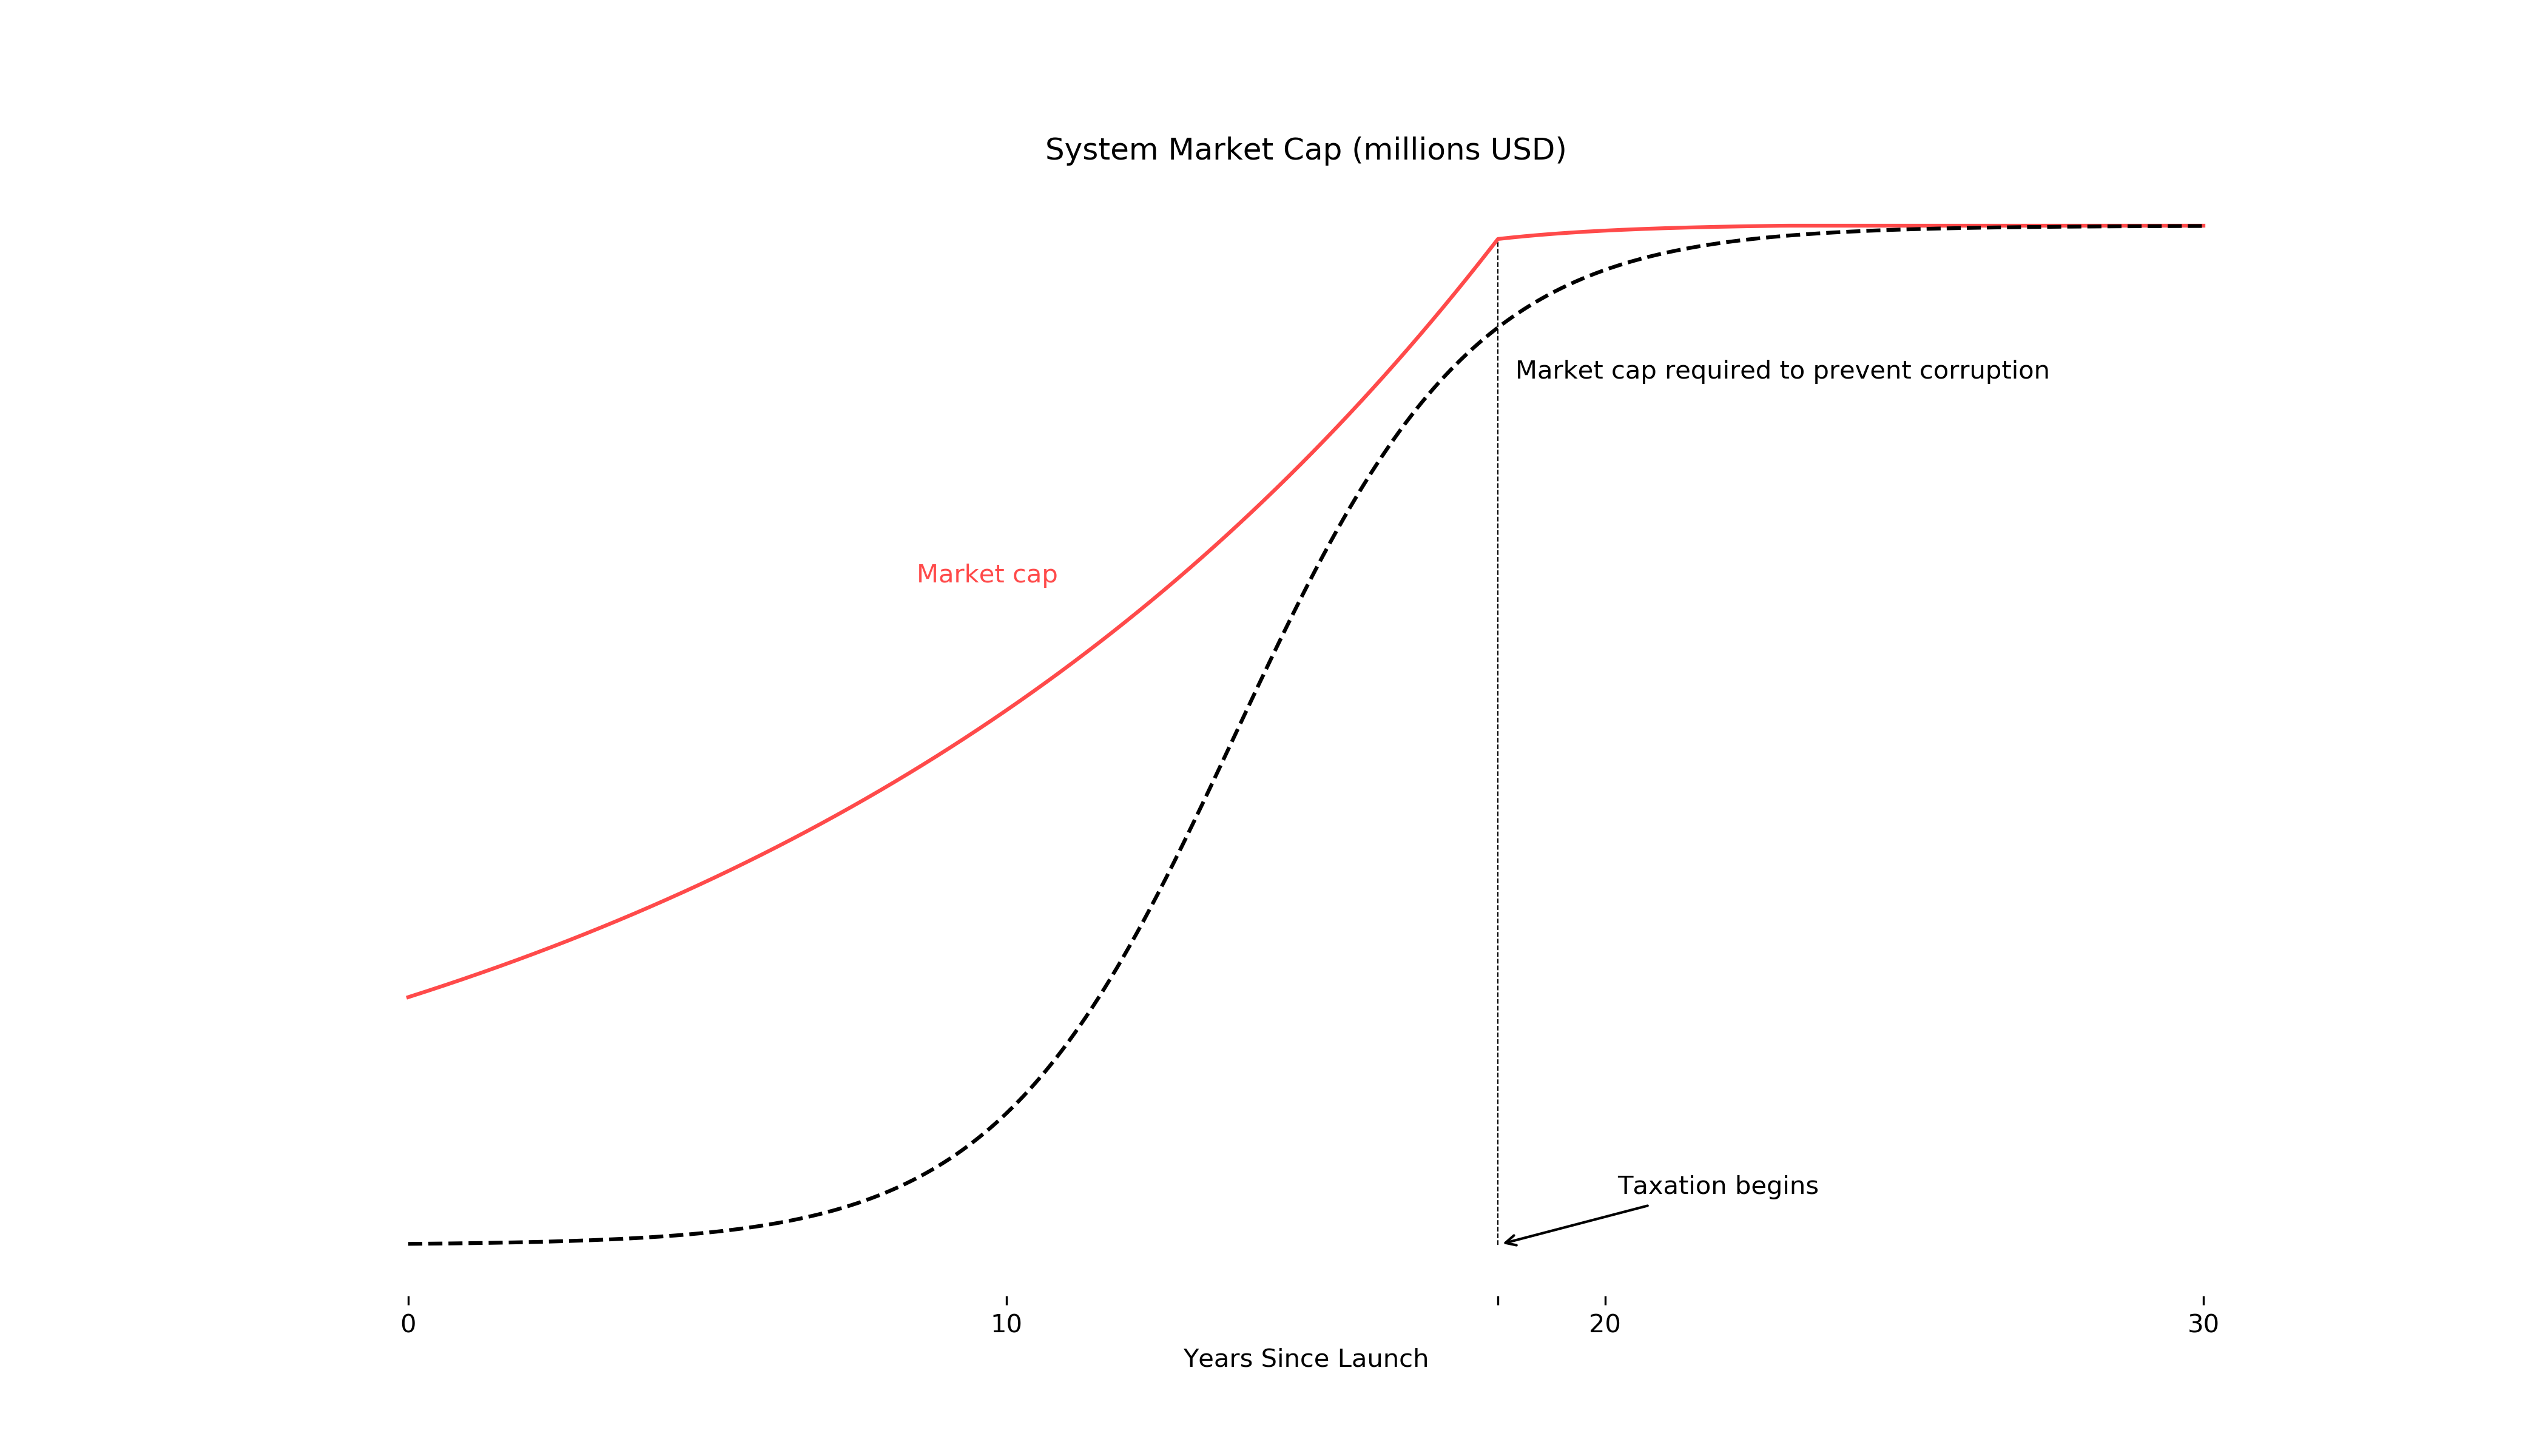 System Market Cap (millions USD)
Market cap required to prevent corruption
Market cap
Taxation begins
0
10
20
30
Years Since Launch